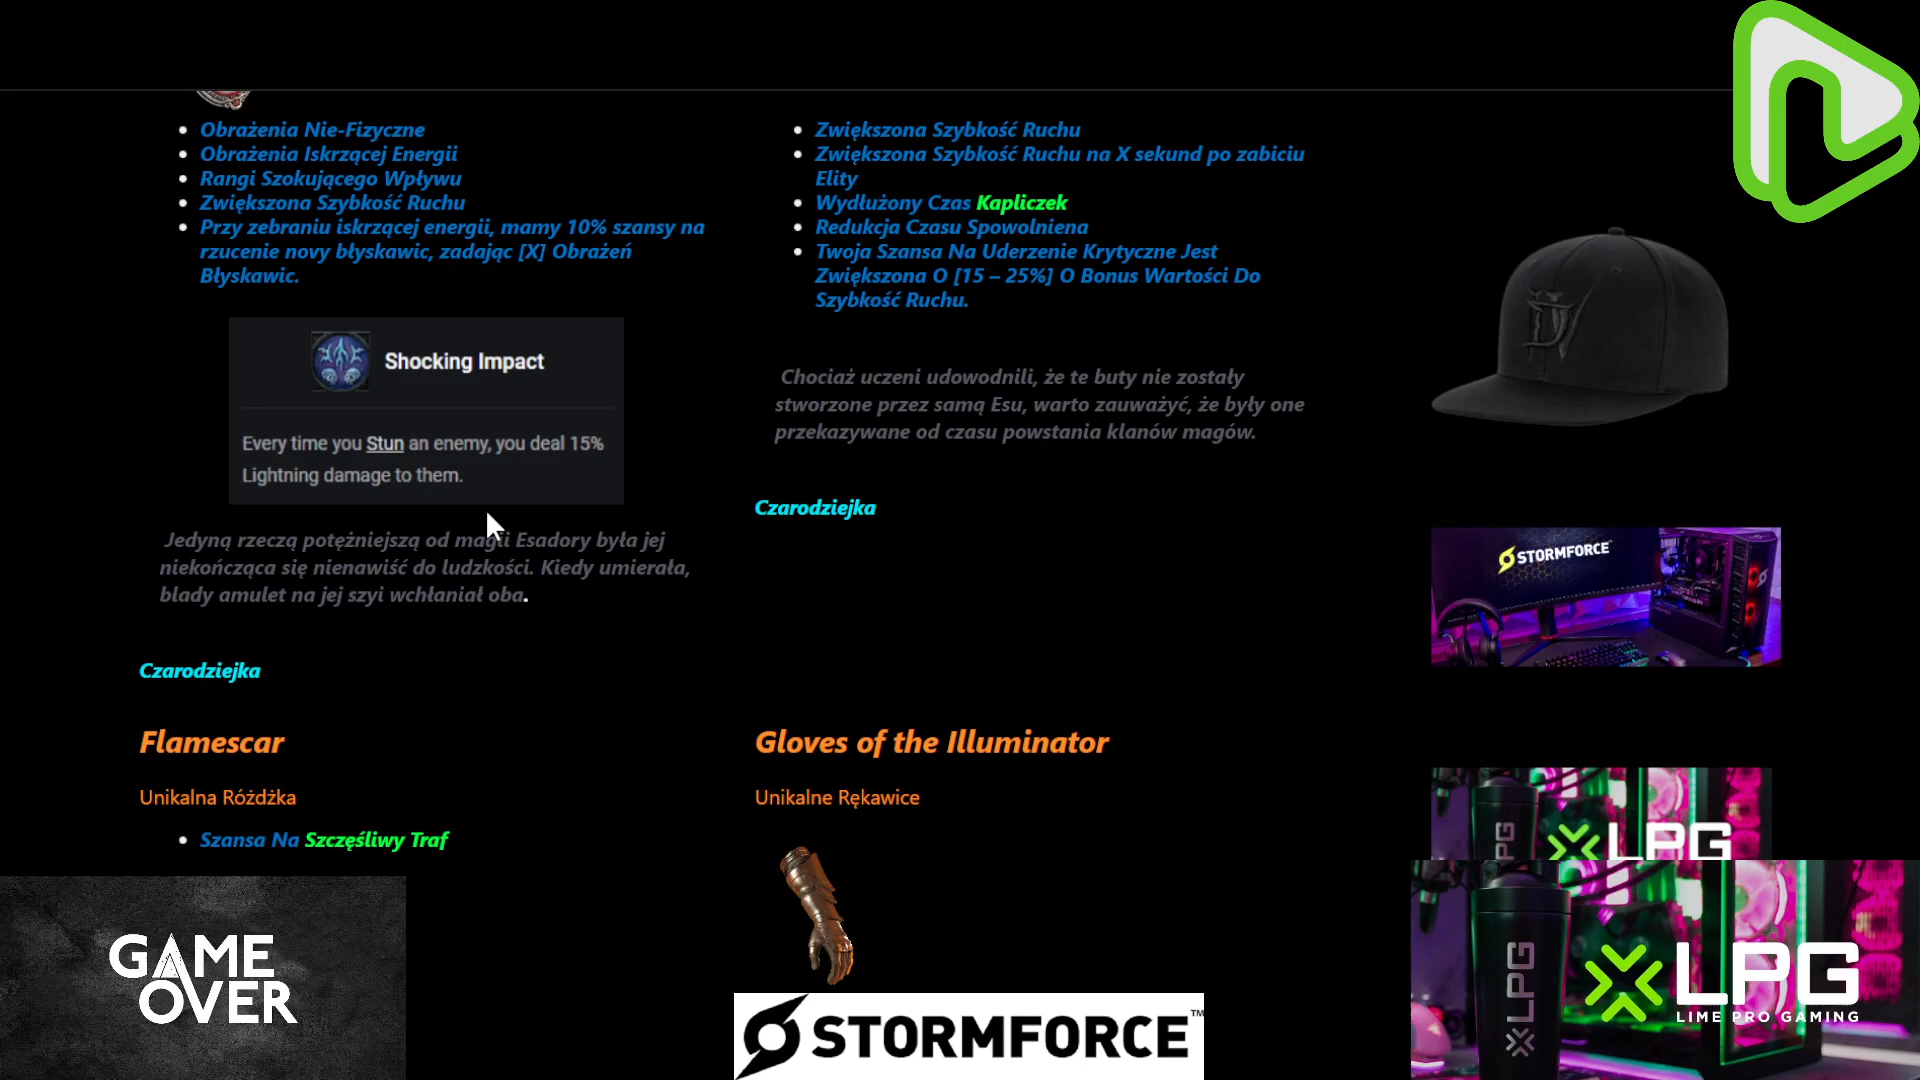 Obrażenia Nie-Fizyczne
Obrażenia Iskrzącej Energii
Rangi Szokującego Wpływu
Zwiększona Szybkość Ruchu
Przy zebraniu iskrzącej energii, mamy 10% szansy na
rzucenie novy błyskawic, zadając [X] Obrażeń
Błyskawic.
Shocking Impact
Every time you Stun an enemy, you deal 15%
Lightning damage to them.
Jedyną rzeczą potężniejszą od magii Esadory była jej
niekończąca się nienawiść do ludzkości. Kiedy umierała,
blady amulet na jej szyi wchłaniał oba.
Czarodziejka
Zwiększona Szybkość Ruchu
Zwiększona Szybkość Ruchu na X sekund po zabiciu
Elity
Wydłużony Czas Kapliczek
Redukcja Czasu Spowolniena
Twoja Szansa Na Uderzenie Krytyczne Jest
Zwiększona O [15 – 25%] O Bonus Wartości Do
Szybkość Ruchu.
Chociaż uczeni udowodnili, że te buty nie zostały
stworzone przez samą Esu, warto zauważyć, że były one
przekazywane od czasu powstania klanów magów.
Czarodziejka
Flamescar
Unikalna Różdżka
Szansa Na Szczęśliwy Traf
Gloves of the Illuminator
Unikalne Rękawice
STORMFORCE
LPG
LPG
GAME
OVER
STORMFORCE™
LPG
LPG
LIME PRO GAMING